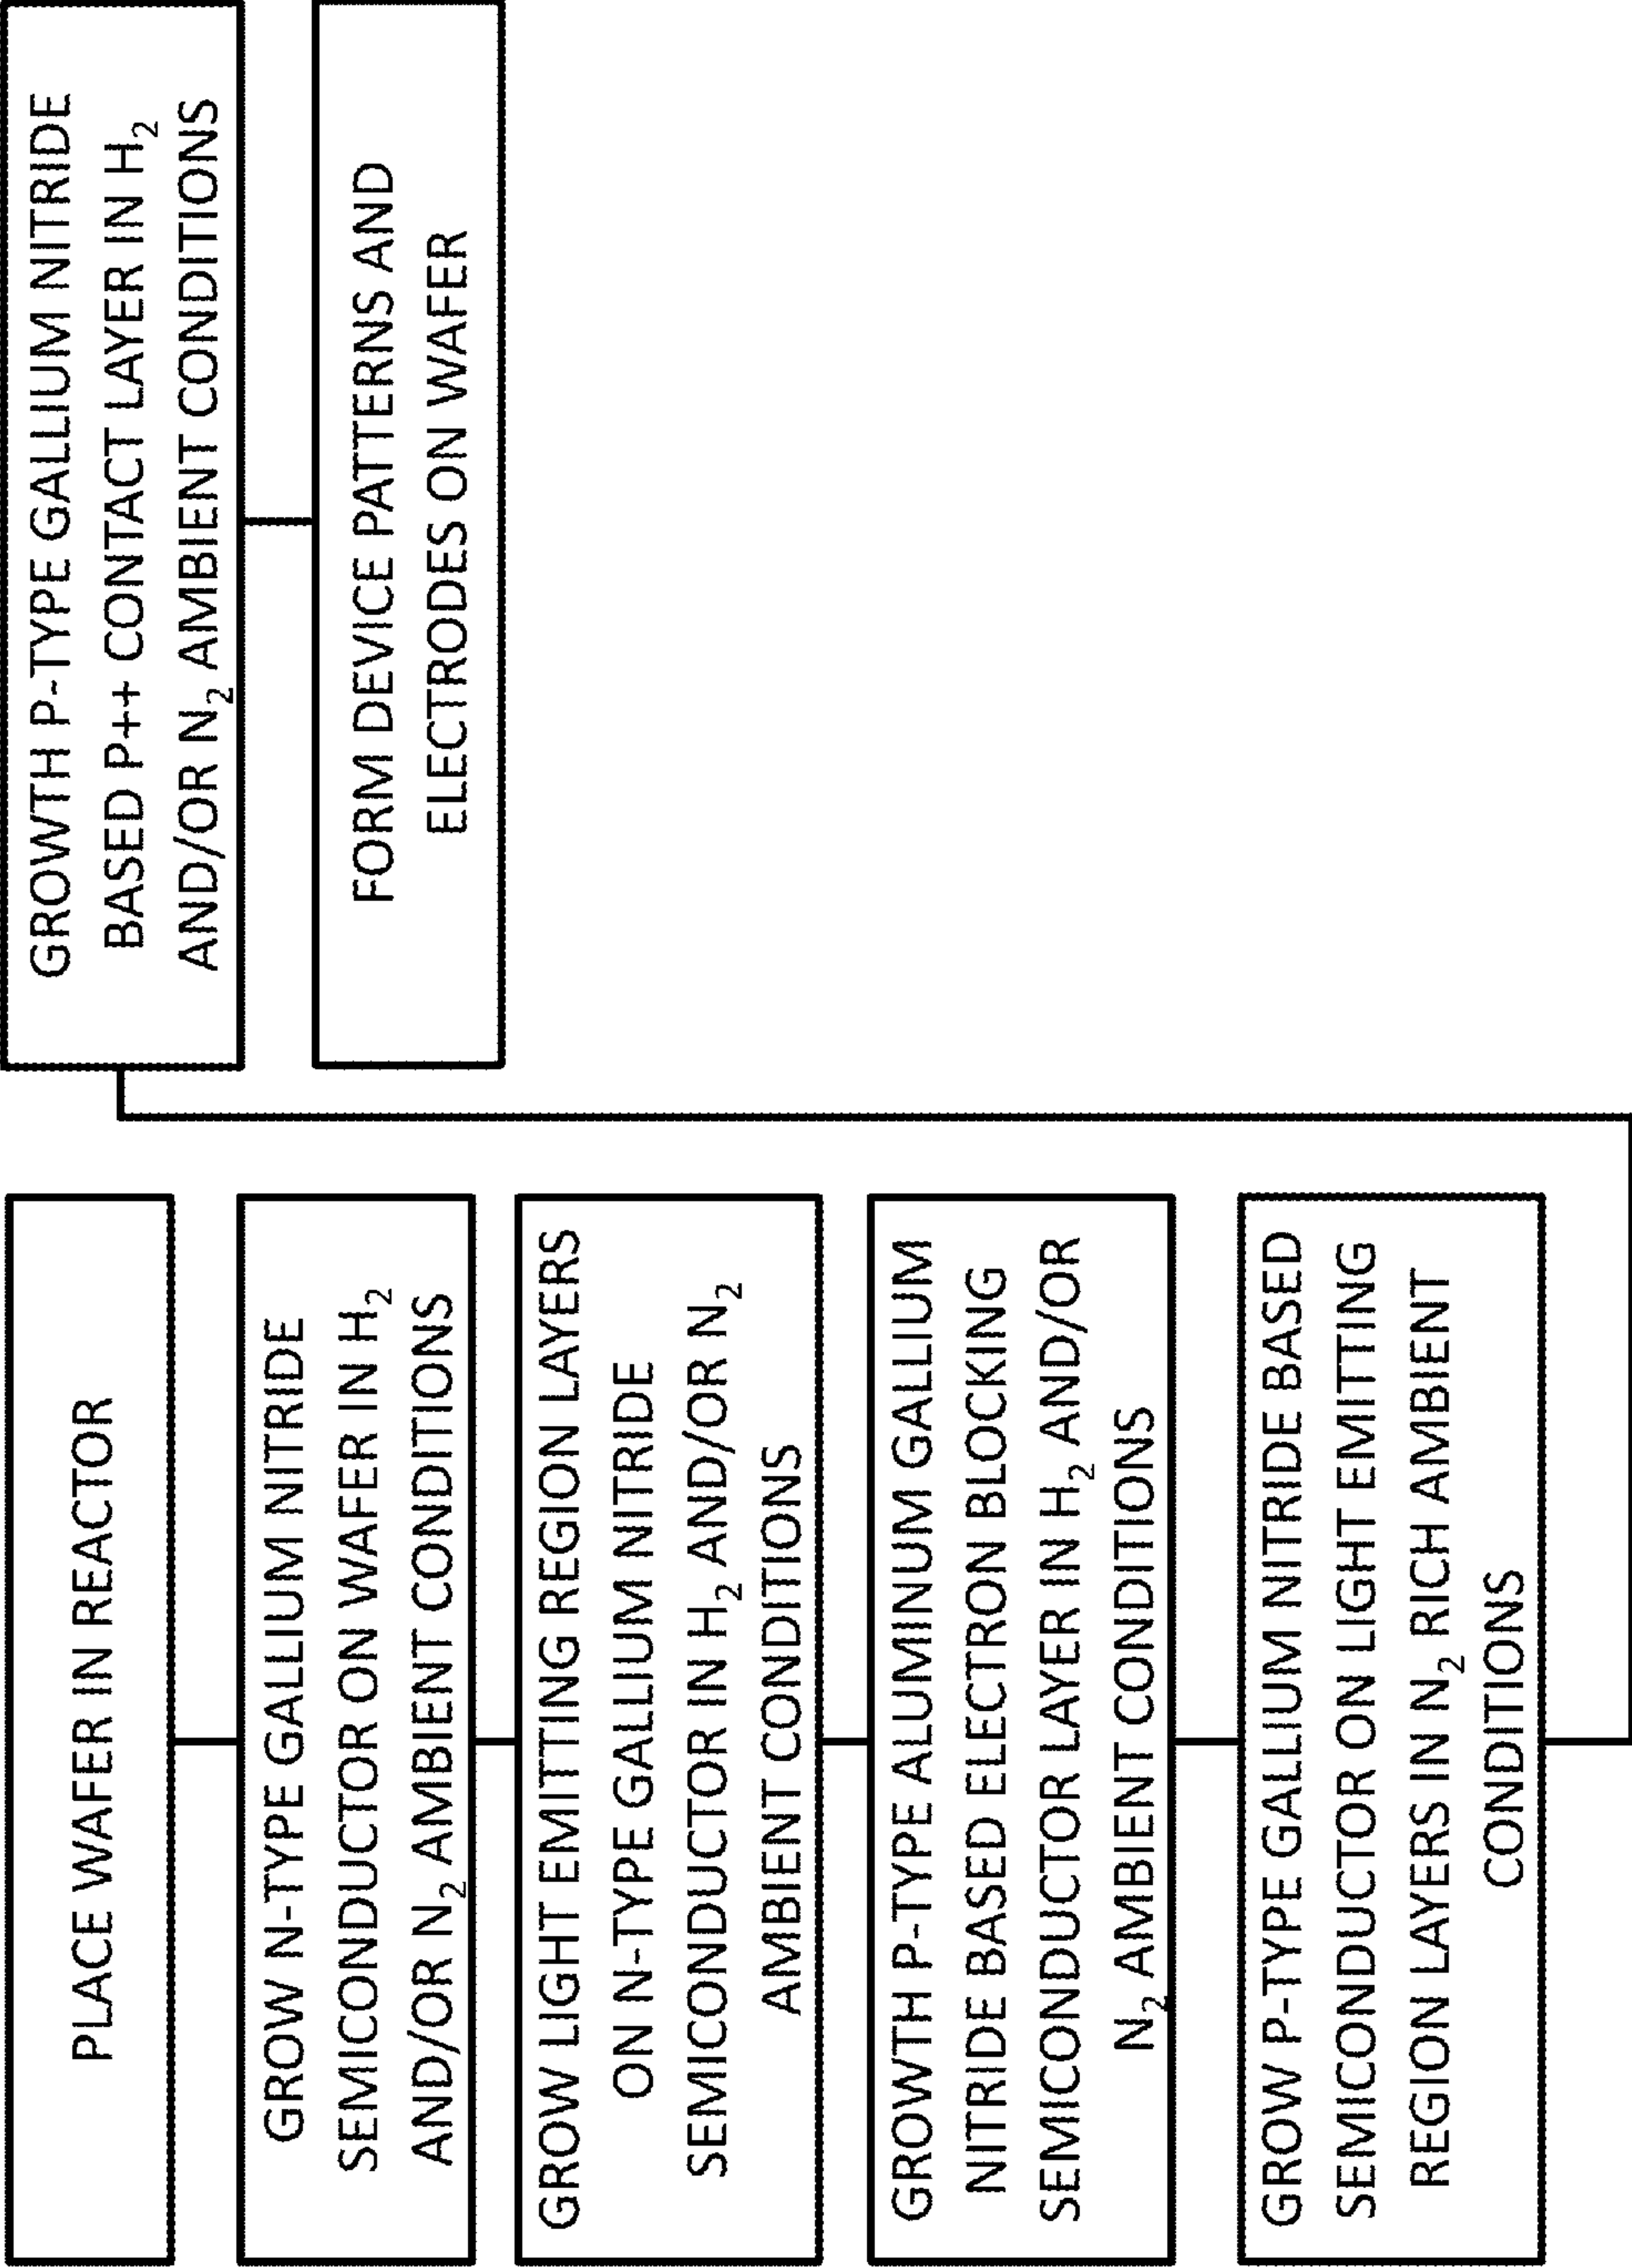 PLACE WAFER IN REACTOR
GROW N-TYPE GALLIUM NITRIDE
SEMICONDUCTOR ON WAFER IN H₂
AND/OR N₂ AMBIENT CONDITIONS
GROW LIGHT EMITTING REGION LAYERS
ON N-TYPE GALLIUM NITRIDE
SEMICONDUCTOR IN H₂ AND/OR N₂
AMBIENT CONDITIONS
GROWTH P-TYPE ALUMINUM GALLIUM
NITRIDE BASED ELECTRON BLOCKING
SEMICONDUCTOR LAYER IN H₂ AND/OR
N₂ AMBIENT CONDITIONS
GROW P-TYPE GALLIUM NITRIDE BASED
SEMICONDUCTOR ON LIGHT EMITTING
REGION LAYERS IN N₂ RICH AMBIENT
CONDITIONS
GROWTH P-TYPE GALLIUM NITRIDE
BASED P++ CONTACT LAYER IN H₂
AND/OR N₂ AMBIENT CONDITIONS
FORM DEVICE PATTERNS AND
ELECTRODES ON WAFER